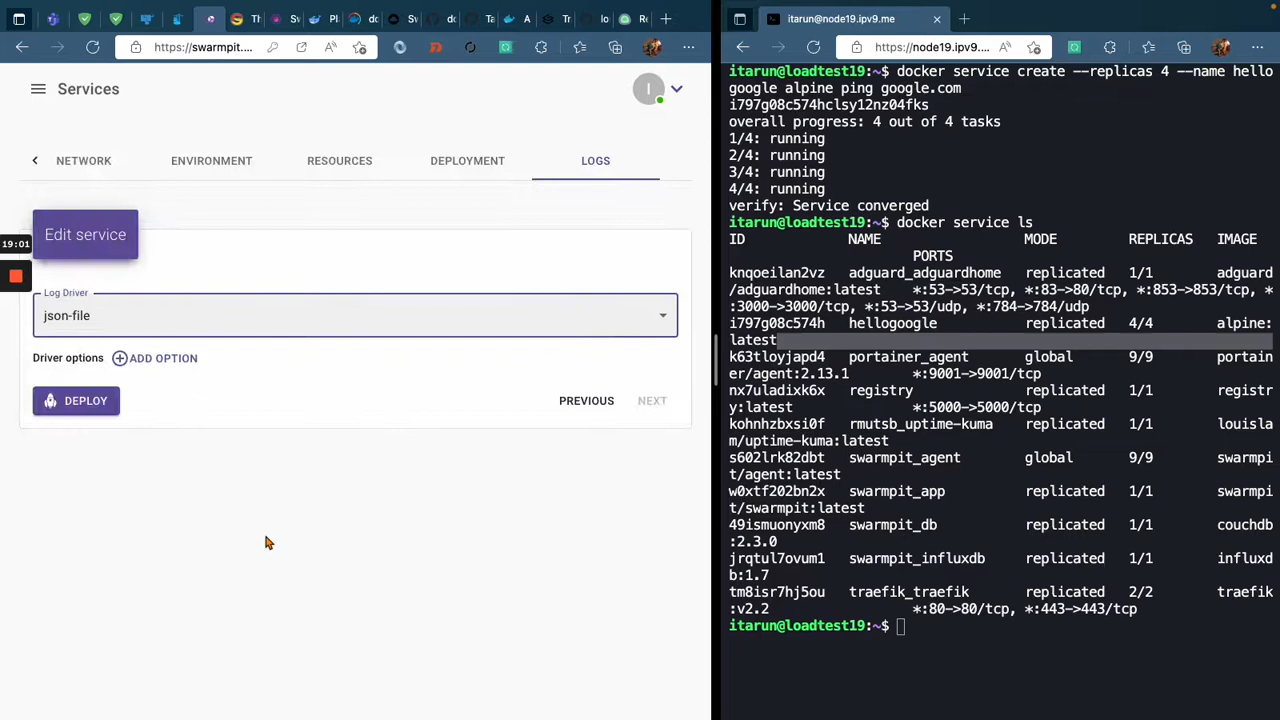 Th
Sw
Pl
do
Sv
Ta
A
Tr
lo
Re
https://swarmpit....
Services
I
NETWORK
ENVIRONMENT
RESOURCES
DEPLOYMENT
LOGS
Edit service
19:01
Log Driver
json-file
Driver options
ADD OPTION
DEPLOY
PREVIOUS
NEXT
itarun@node19.ipv9.me
https://node19.ipv9....
itarun@loadtest19:~$ docker service create --replicas 4 --name hello
google alpine ping google.com
i797g08c574hclsy12nz04fks
overall progress: 4 out of 4 tasks
1/4: running
2/4: running
3/4: running
4/4: running
verify: Service converged
itarun@loadtest19:~$ docker service ls
ID NAME MODE REPLICAS IMAGE
PORTS
knqoeilan2vz adguard_adguardhome replicated 1/1 adguard
/adguardhome:latest *:53->53/tcp, *:83->80/tcp, *:853->853/tcp, *
:3000->3000/tcp, *:53->53/udp, *:784->784/udp
i797g08c574h hellogoogle replicated 4/4 alpine:
latest
k63tloyjapd4 portainer_agent global 9/9 portain
er/agent:2.13.1 *:9001->9001/tcp
nx7uladixk6x registry replicated 1/1 registr
y:latest *:5000->5000/tcp
kohnhzbxsi0f rmutsb_uptime-kuma replicated 1/1 louisla
m/uptime-kuma:latest
s602lrk82dbt swarmpit_agent global 9/9 swarmpi
t/agent:latest
w0xtf202bn2x swarmpit_app replicated 1/1 swarmpi
t/swarmpit:latest
49ismuonyxm8 swarmpit_db replicated 1/1 couchdb
:2.3.0
jrqtul7ovum1 swarmpit_influxdb replicated 1/1 influxd
b:1.7
tm8isr7hj5ou traefik_traefik replicated 2/2 traefik
:v2.2 *:80->80/tcp, *:443->443/tcp
itarun@loadtest19:~$